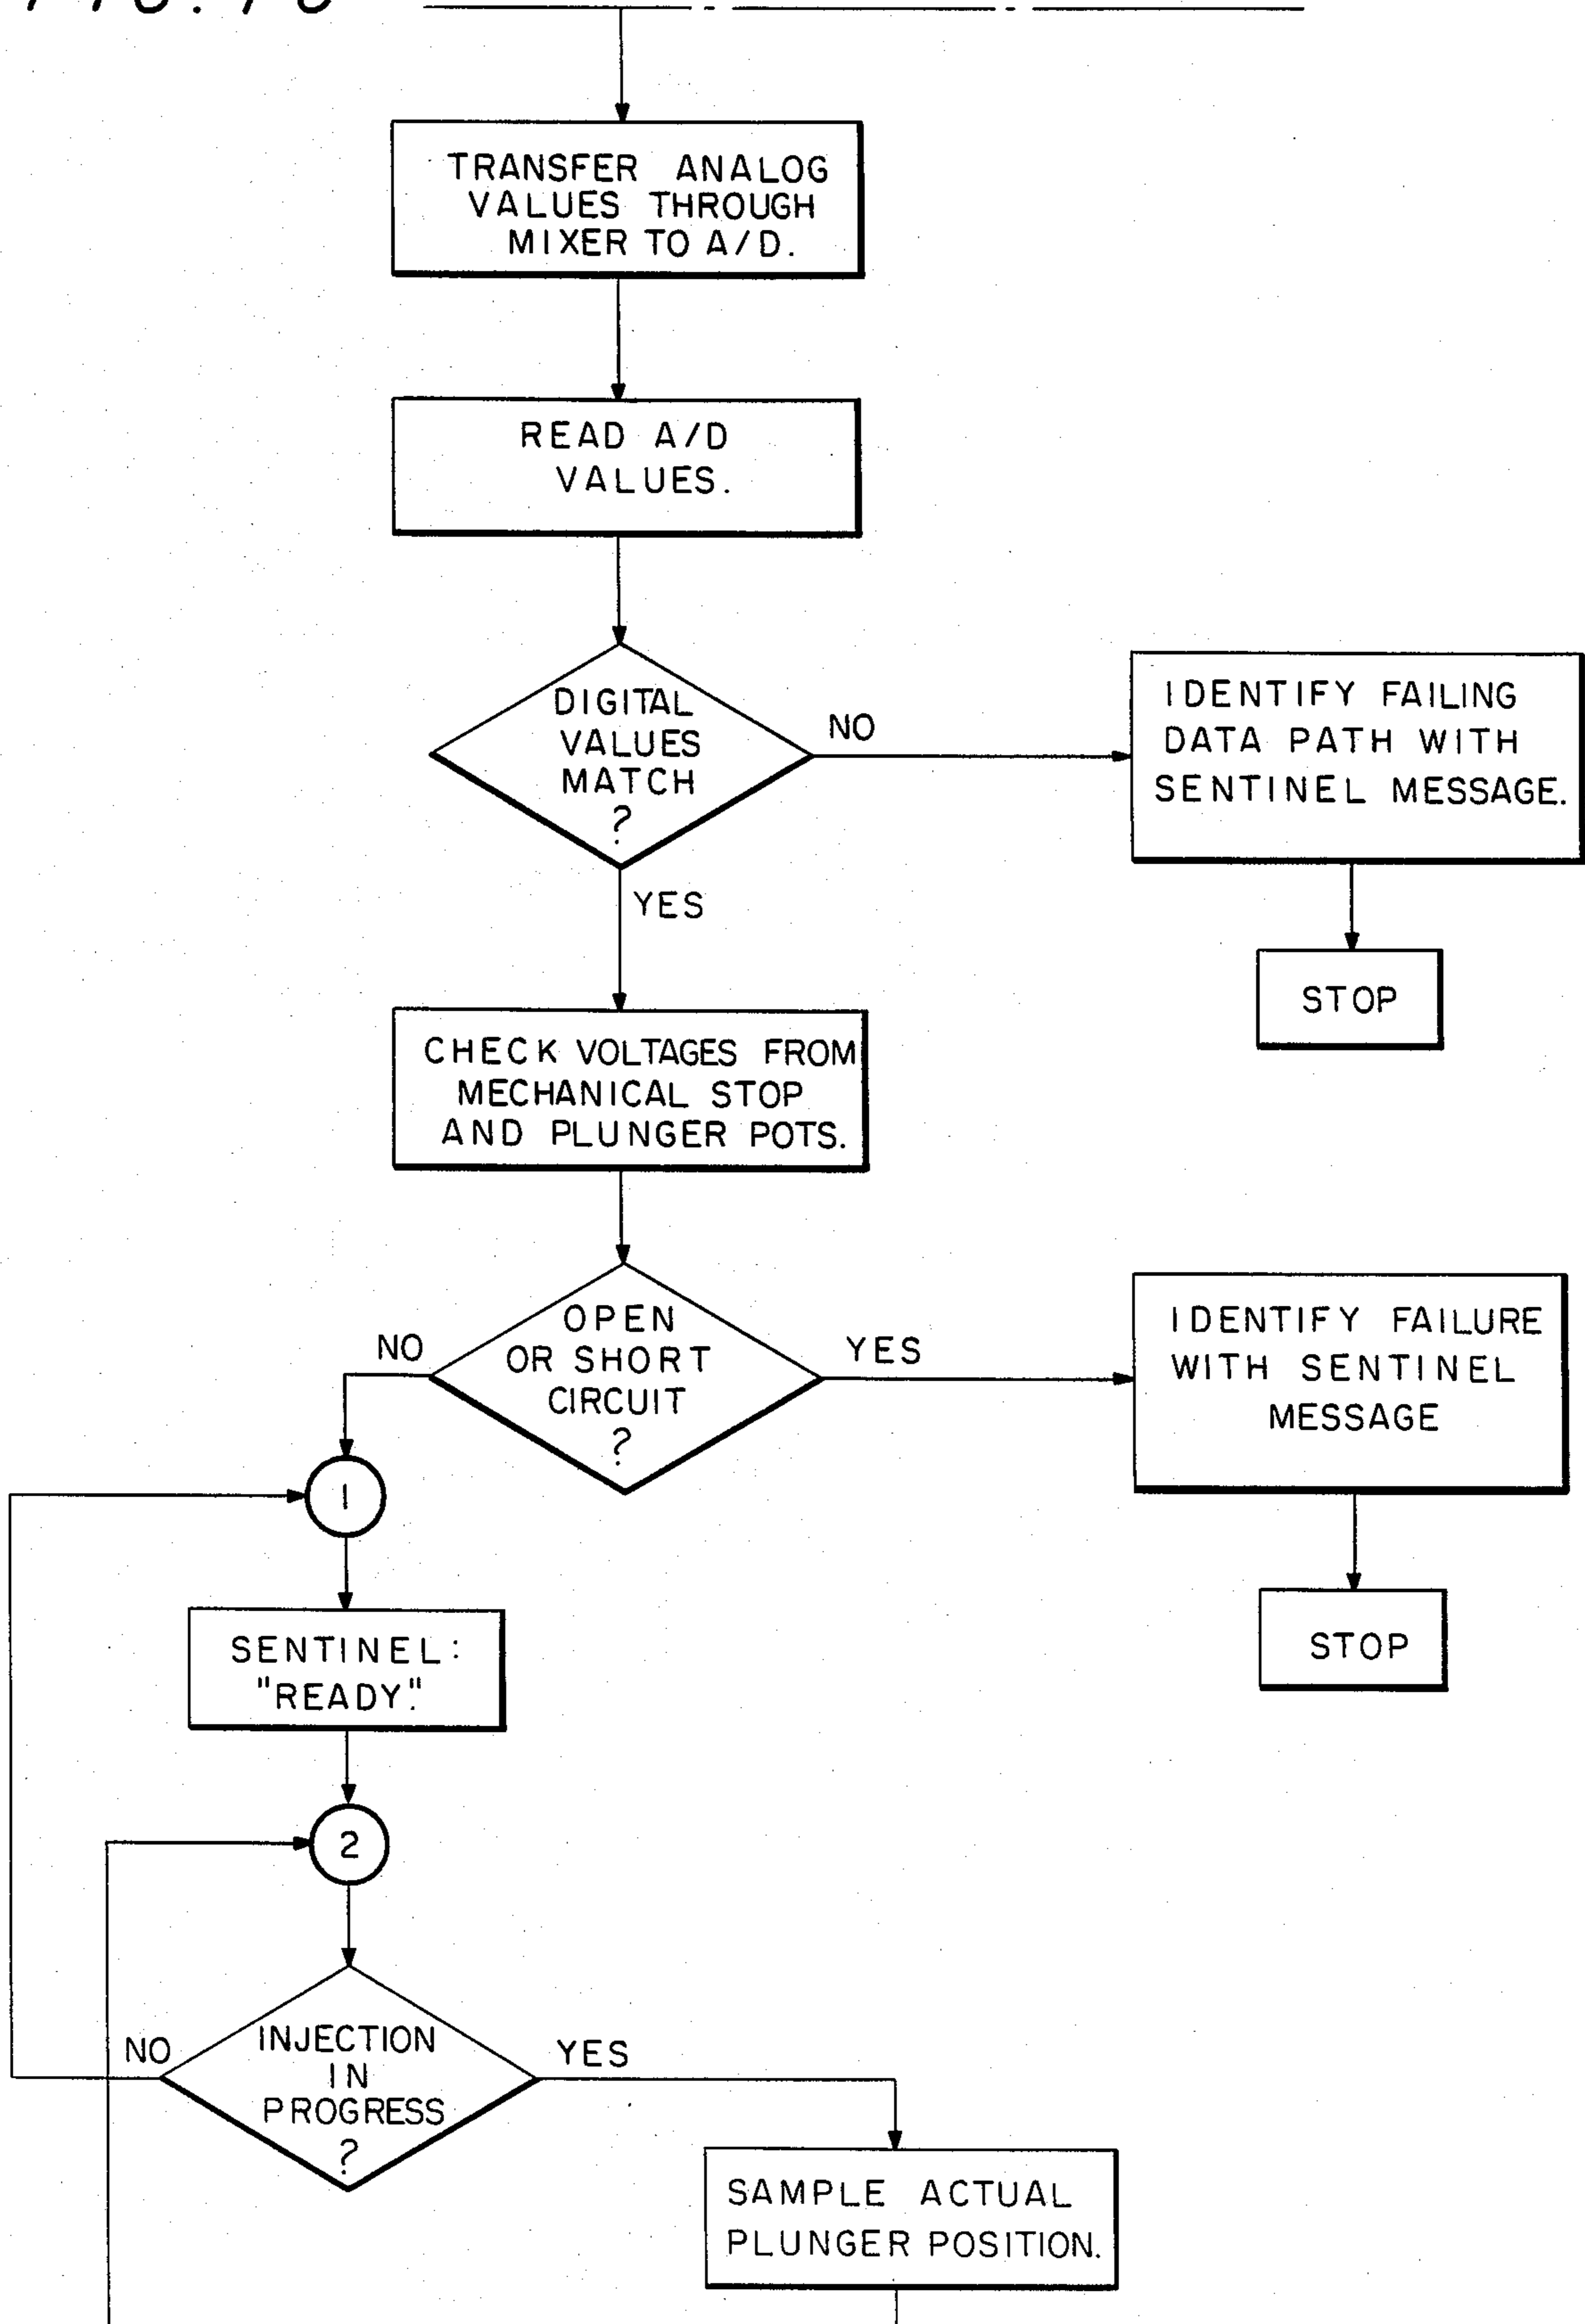 TRANSFER ANALOG
VALUES THROUGH
MIXER TO A/D.
READ A/D
VALUES.
DIGITAL
VALUES
MATCH
?
NO
IDENTIFY FAILING
DATA PATH WITH
SENTINEL MESSAGE.
YES
STOP
CHECK VOLTAGES FROM
MECHANICAL STOP
AND PLUNGER POTS.
OPEN
OR SHORT
CIRCUIT
?
NO
YES
IDENTIFY FAILURE
WITH SENTINEL
MESSAGE
1
STOP
SENTINEL:
"READY."
2
INJECTION
IN
PROGRESS
?
NO
YES
SAMPLE ACTUAL
PLUNGER POSITION.